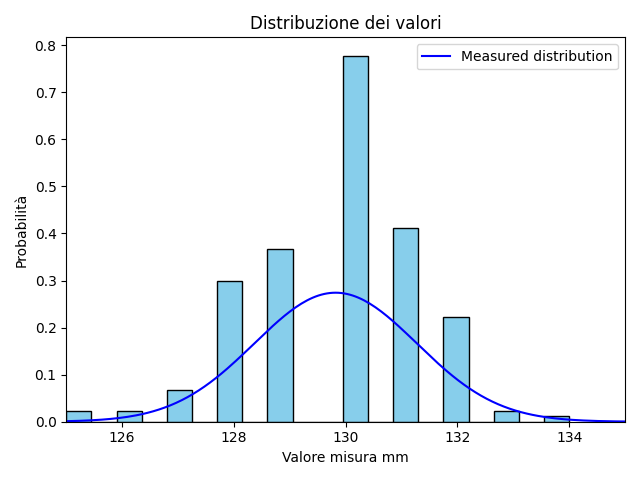 Distribuzione dei valori
Measured distribution
Probabilità
0.8
0.7
0.6
0.5
0.4
0.3
0.2
0.1
0.0
126 128 130 132 134
Valore misura mm